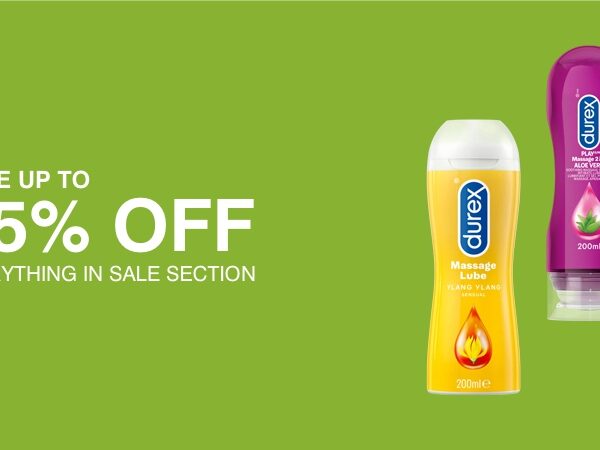 E UP TO
5% OFF
YTHING IN SALE SECTION
durex
Massage
Lube
YLANG YLANG
SENSUAL
200ml℮
durex
PLAY
Massage 2
ALOE VER
200ml